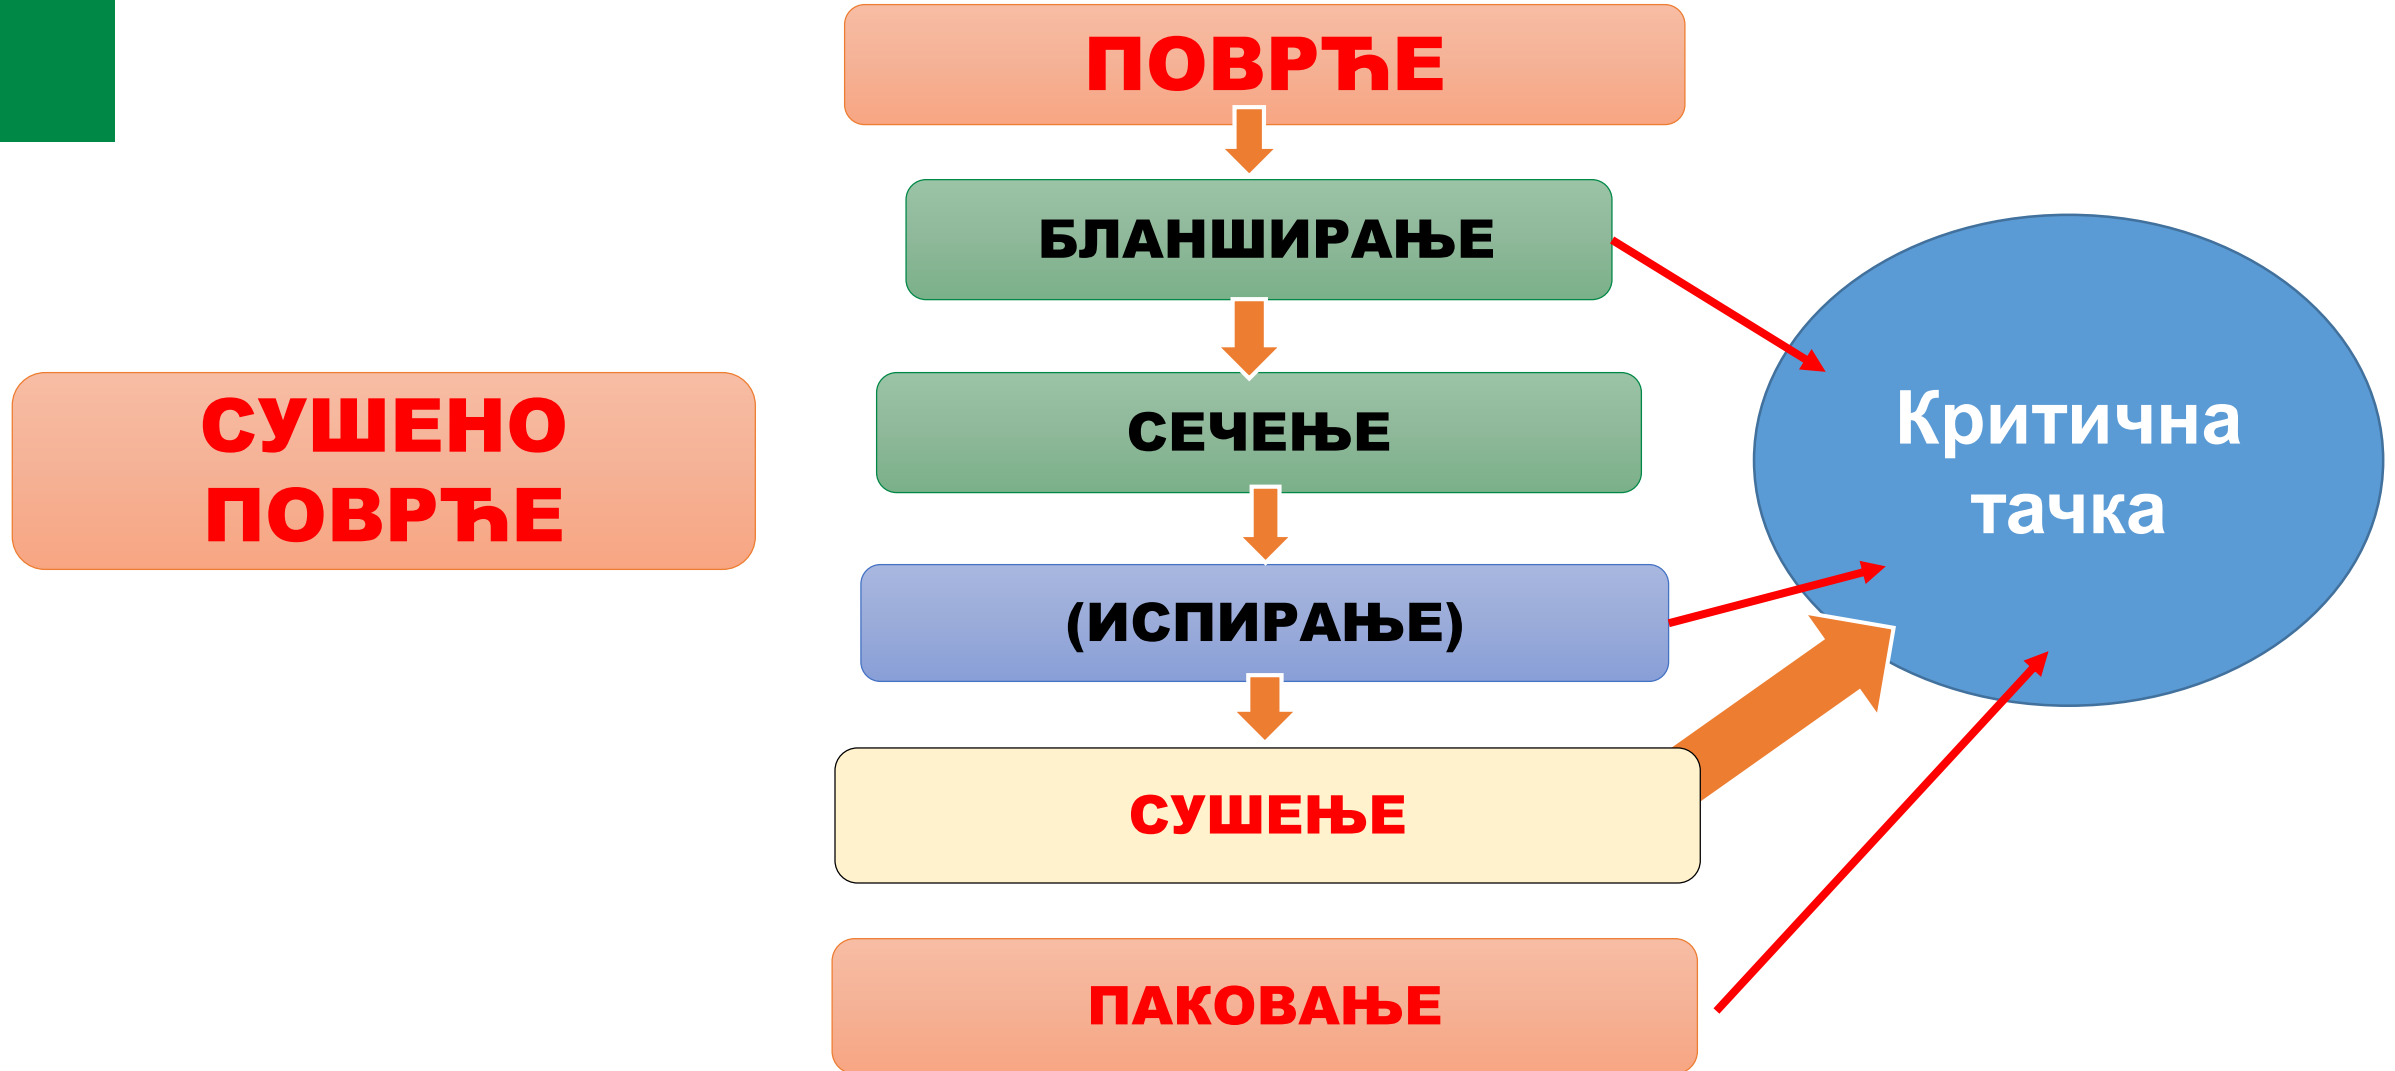 СУШЕНО
ПОВРЋЕ
ПОВРЋЕ
БЛАНШИРАЊЕ
СЕЧЕЊЕ
(ИСПИРАЊЕ)
СУШЕЊЕ
ПАКОВАЊЕ
Критична
тачка